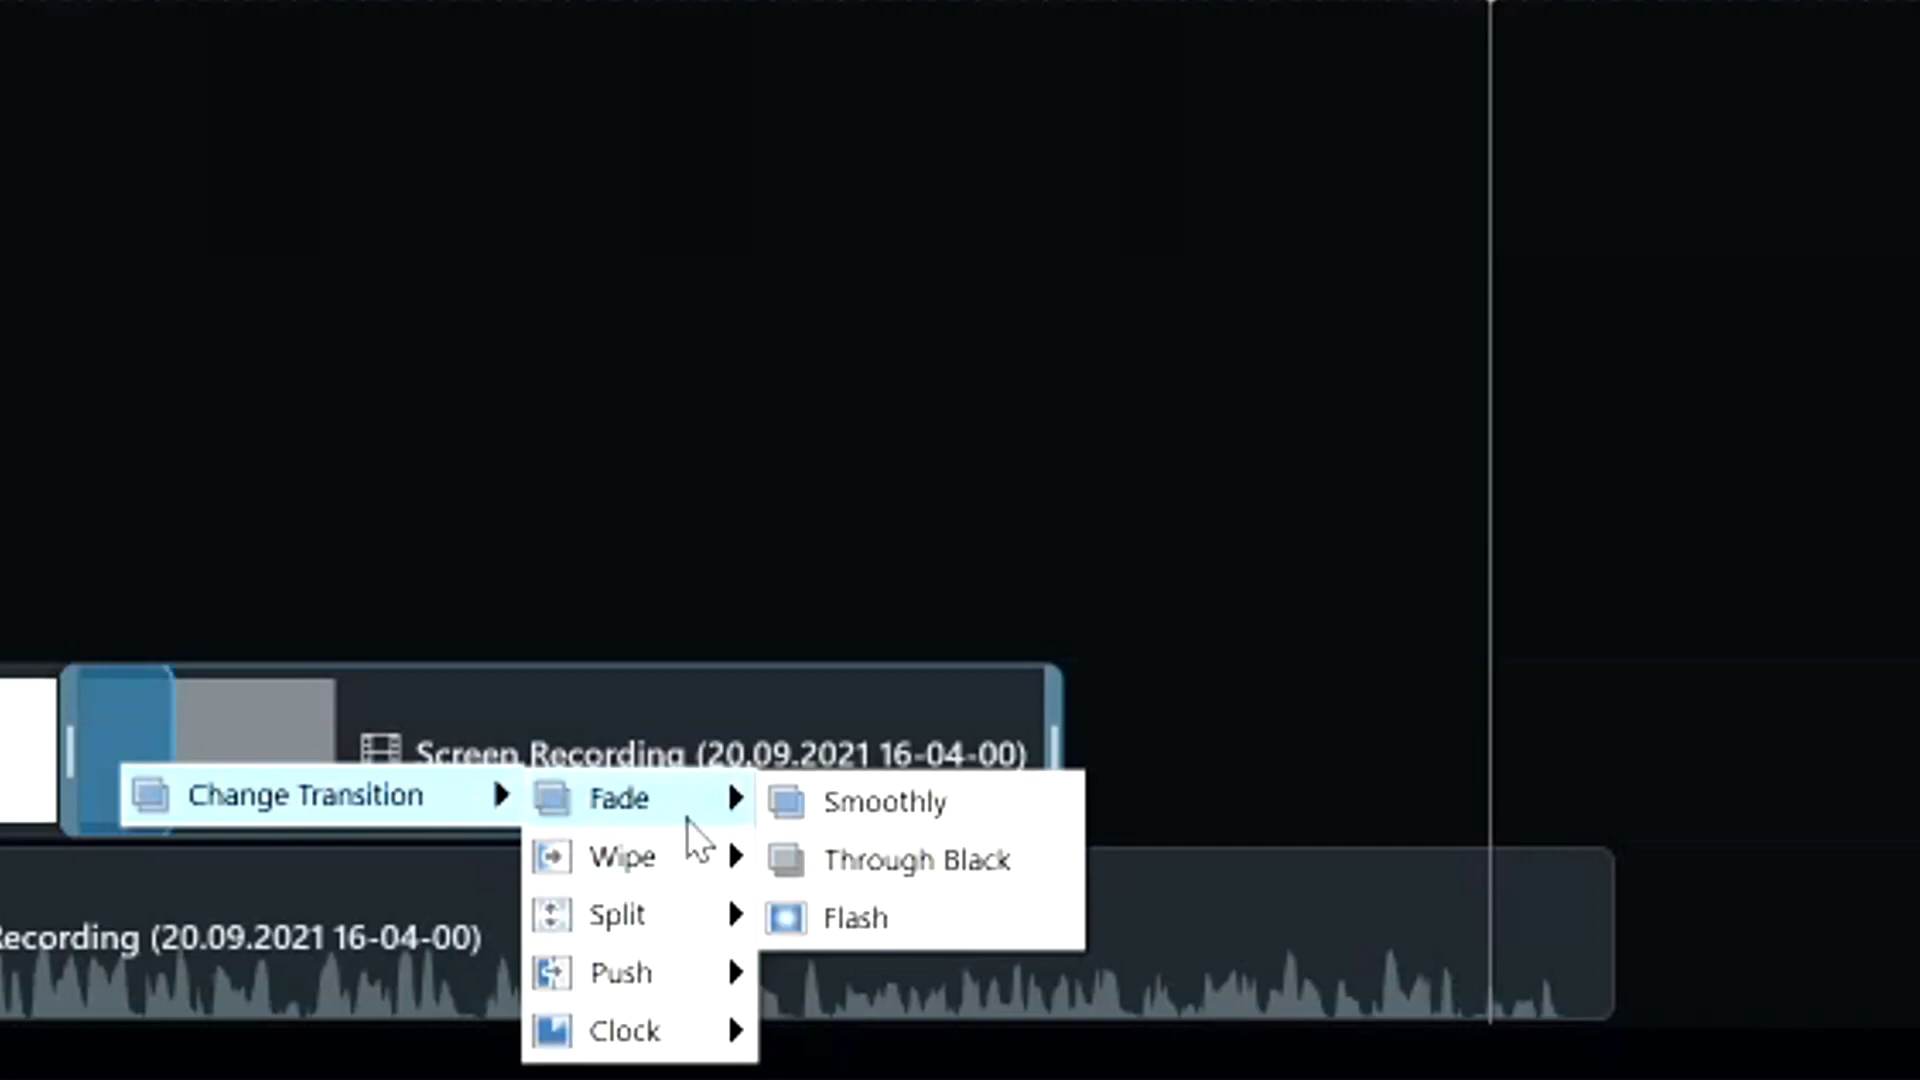 Screen Recording (20.09.2021 16-04-00)
Change Transition
Fade
Wipe
Split
Push
Clock
Smoothly
Through Black
Flash
Recording (20.09.2021 16-04-00)